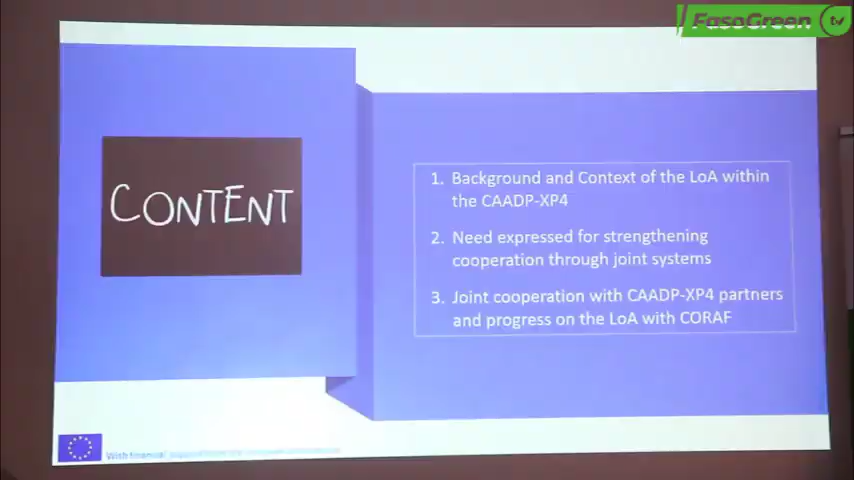 FasoGreen tv
CONTENT
1. Background and Context of the LoA within
the CAADP-XP4
2. Need expressed for strengthening
cooperation through joint systems
3. Joint cooperation with CAADP-XP4 partners
and progress on the LoA with CORAF
With financial